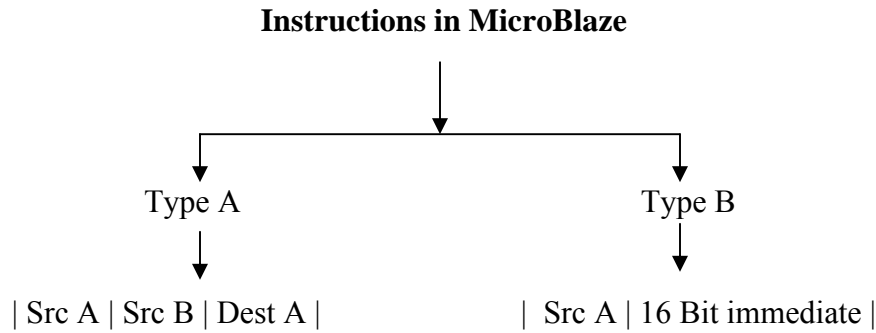 Instructions in MicroBlaze
Type A
Type B
| Src A | Src B | Dest A |
| Src A | 16 Bit immediate |